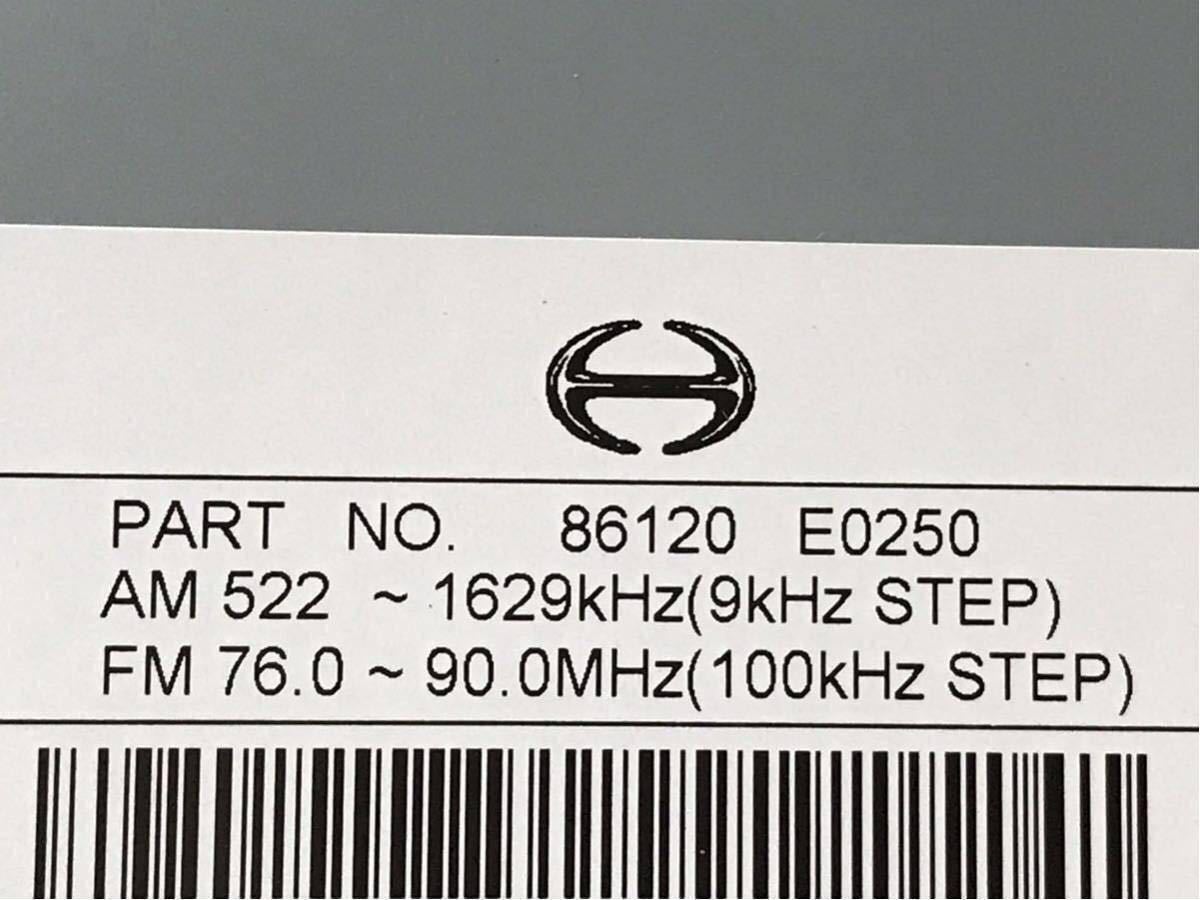 PART NO. 86120 E0250
AM 522 ~ 1629kHz(9kHz STEP)
FM 76.0 ~ 90.0MHz(100kHz STEP)